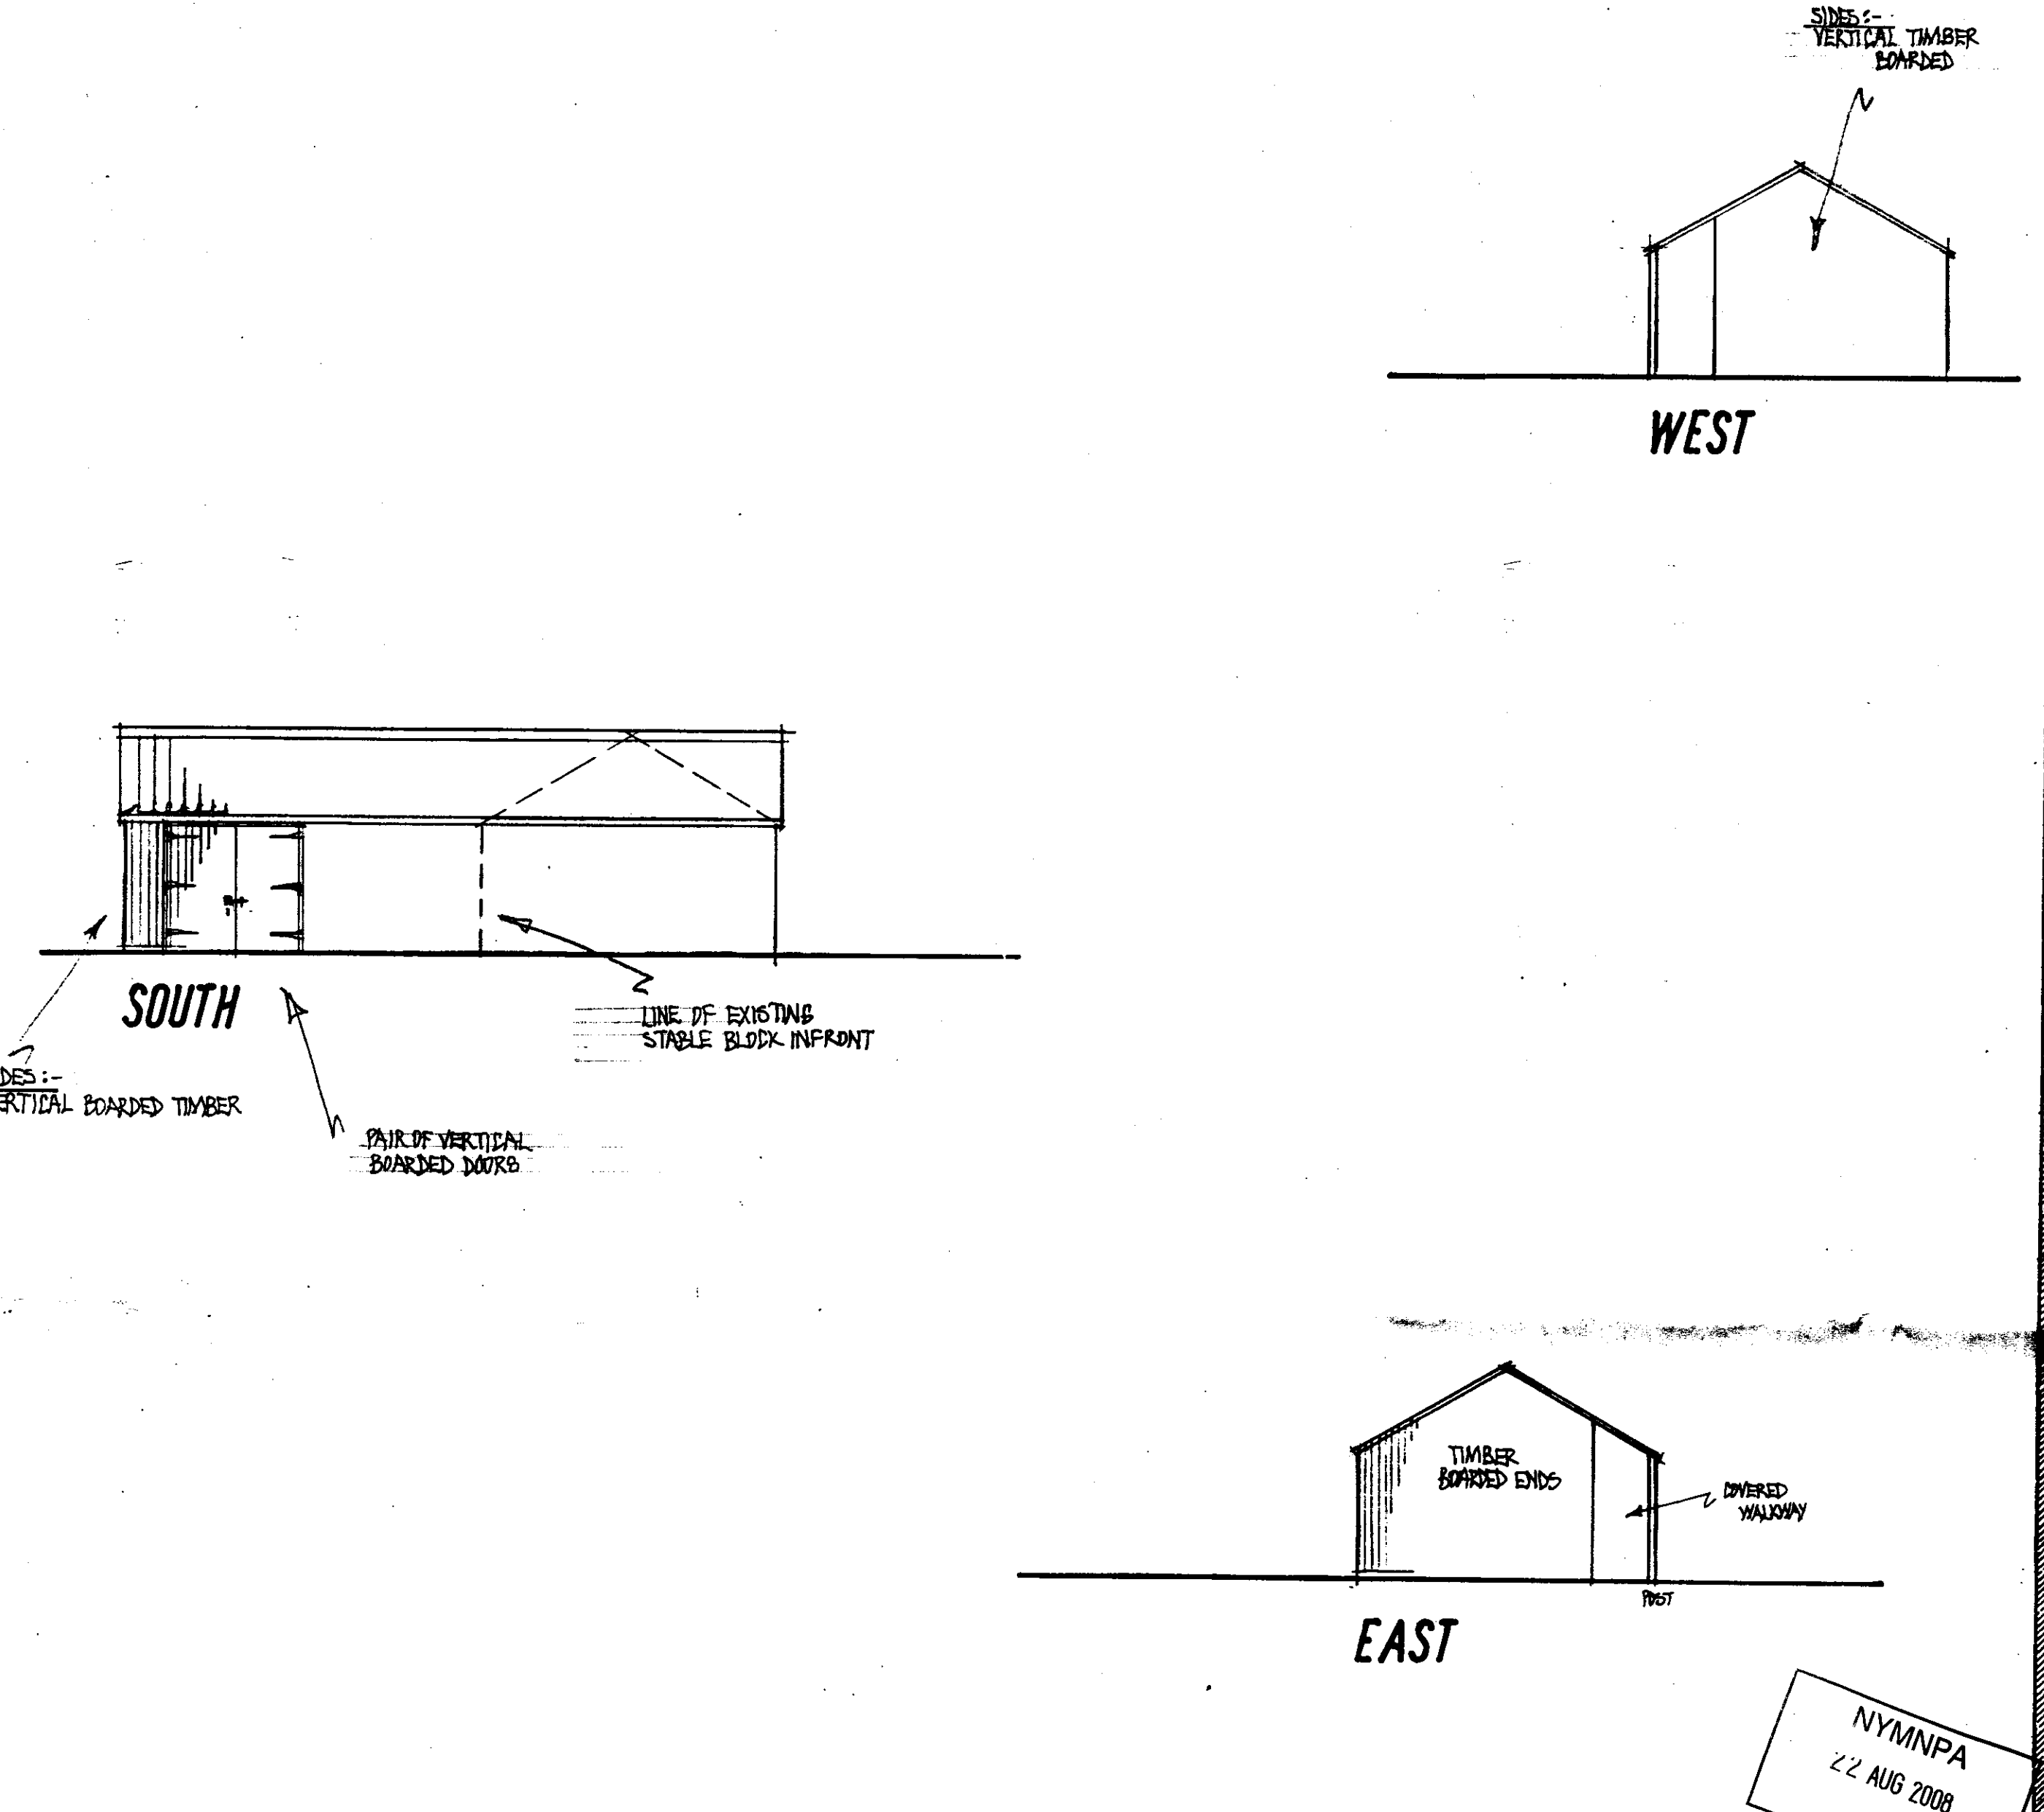 SIDES:-
VERTICAL TIMBER
BOARDED
WEST
SOUTH
LINE OF EXISTING
STABLE BLOCK INFRONT
DES:-
ERTICAL BOARDED TIMBER
PAIR OF VERTICAL
BOARDED DOORS
TIMBER
BOARDED ENDS
COVERED
WALKWAY
POST
EAST
NYMNPA
22 AUG 2008